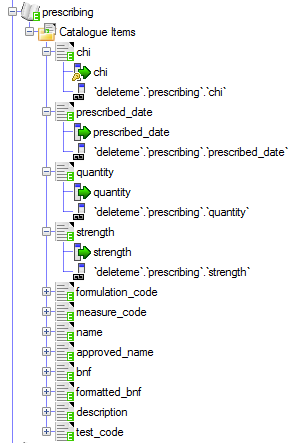 prescribing
Catalogue Items
chi
chi
`deleteme`.`prescribing`.`chi`
prescribed_date
prescribed_date
`deleteme`.`prescribing`.`prescribed_date`
quantity
quantity
`deleteme`.`prescribing`.`quantity`
strength
strength
`deleteme`.`prescribing`.`strength`
formulation_code
measure_code
name
approved_name
bnf
formatted_bnf
description
test_code